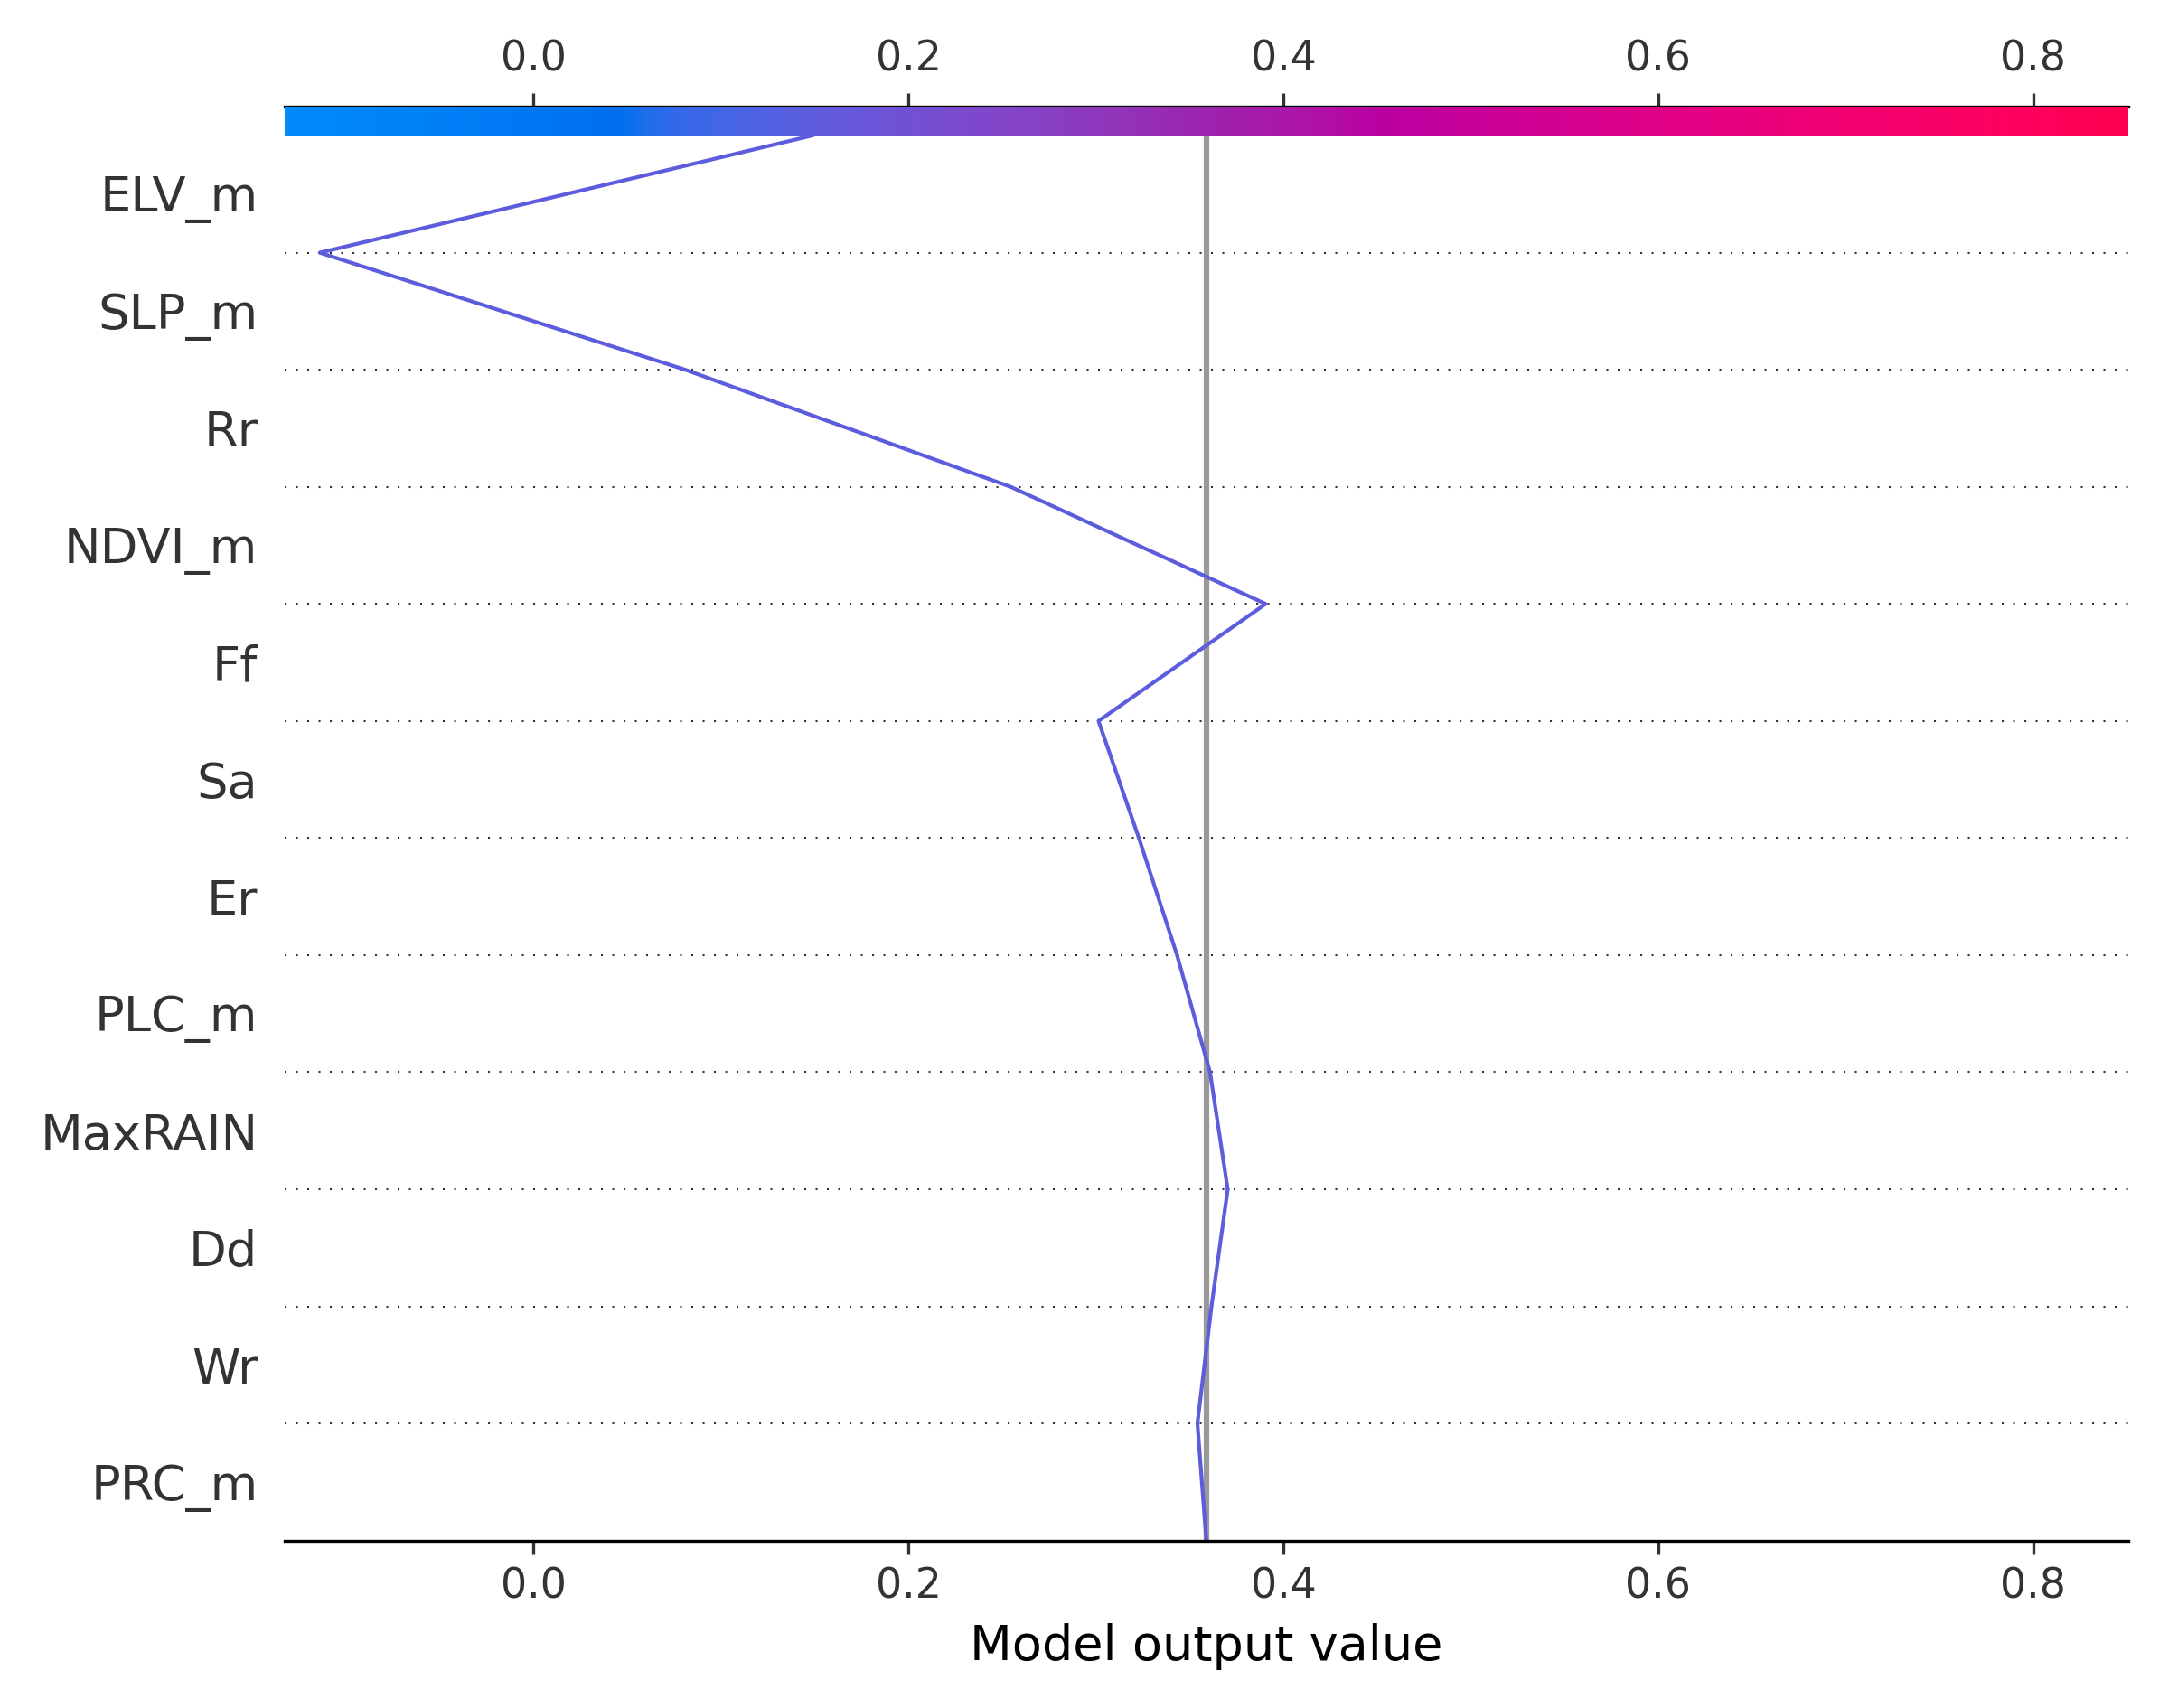 0.0 0.2 0.4 0.6 0.8
ELV_m
SLP_m
Rr
NDVI_m
Ff
Sa
Er
PLC_m
MaxRAIN
Dd
Wr
PRC_m
0.0 0.2 0.4 0.6 0.8
Model output value